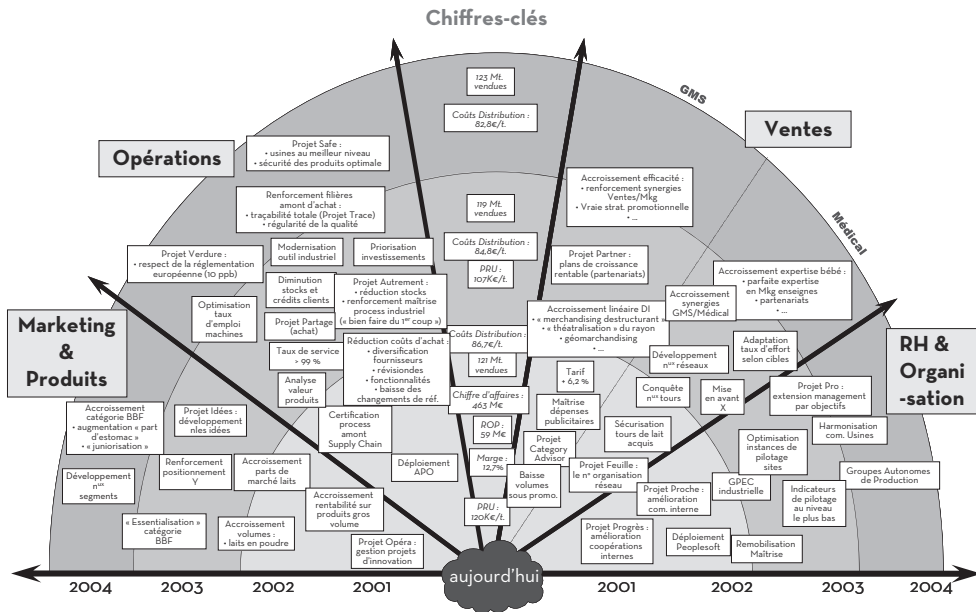 Chiffres-clés
123 Mt.
vendues
Coûts Distribution :
82,8€/t.
119 Mt.
vendues
Coûts Distribution :
84,8€/t.
PRU :
107K€/t.
Coûts Distribution :
86,7€/t.
121 Mt.
vendues
Chiffre d'affaires :
463 M€
ROP :
59 M€
Marge :
12,7%
PRU :
120K€/t.
Opérations
Projet Safe :
• usines au meilleur niveau
• sécurité des produits optimale
Renforcement filières
amont d'achat :
• traçabilité totale (Projet Trace)
• régularité de la qualité
Projet Verdure :
• respect de la réglementation
européenne (10 ppb)
Modernisation
outil industriel
Priorisation
investissements
Diminution
stocks et
crédits clients
Projet Autrement :
• réduction stocks
• renforcement maîtrise
process industriel
(« bien faire du 1er coup »)
Optimisation
taux
d'emploi
machines
Projet Partage
(achat)
Taux de service
> 99 %
Réduction coûts d'achat :
• diversification
fournisseurs
• révisiondes
• fonctionnalités
• baisse des
changements de réf.
Analyse
valeur
produits
Certification
process
amont
Supply Chain
Déploiement
APO
Marketing
&
Produits
Accroissement
catégorie BBF
• augmentation « part
d'estomac »
• « juniorisation »
Projet Idées :
développement
nles idées
Développement
nux
segments
Renforcement
positionnement
Y
Accroissement
parts de
marché laits
Accroissement
rentabilité sur
produits gros
volume
« Essentialisation »
catégorie
BBF
Accroissement
volumes :
• laits en poudre
Projet Opéra :
gestion projets
d'innovation
GMS
Ventes
Médical
Accroissement efficacité :
• renforcement synergies
Ventes/Mkg
• Vraie strat. promotionnelle
• ...
Projet Partner :
plans de croissance
rentable (partenariats)
Accroissement expertise bébé :
• parfaite expertise
en Mkg enseignes
• partenariats
• ...
Accroissement
synergies
GMS/Médical
Accroissement linéaire DI
• « merchandising destructurant »
• « théatralisation » du rayon
• géomarchandising
• ...
Adaptation
taux d'effort
selon cibles
Développement
nux réseaux
Tarif
+ 6,2 %
Conquête
nux tours
Mise
en avant
X
Maîtrise
dépenses
publicitaires
Sécurisation
tours de lait
acquis
Projet
Category
Advisor
Baisse
volumes
sous promo.
RH &
Organi
-sation
Projet Pro :
extension management
par objectifs
Harmonisation
com. Usines
Optimisation
instances de
pilotage
sites
Groupes Autonomes
de Production
Projet Feuille :
le n° organisation
réseau
GPEC
industrielle
Indicateurs
de pilotage
au niveau
le plus bas
Projet Proche :
amélioration
com. interne
Projet Progrès :
amélioration
coopérations
internes
Déploiement
Peoplesoft
Remobilisation
Maîtrise
aujourd'hui
2004
2003
2002
2001
2001
2002
2003
2004